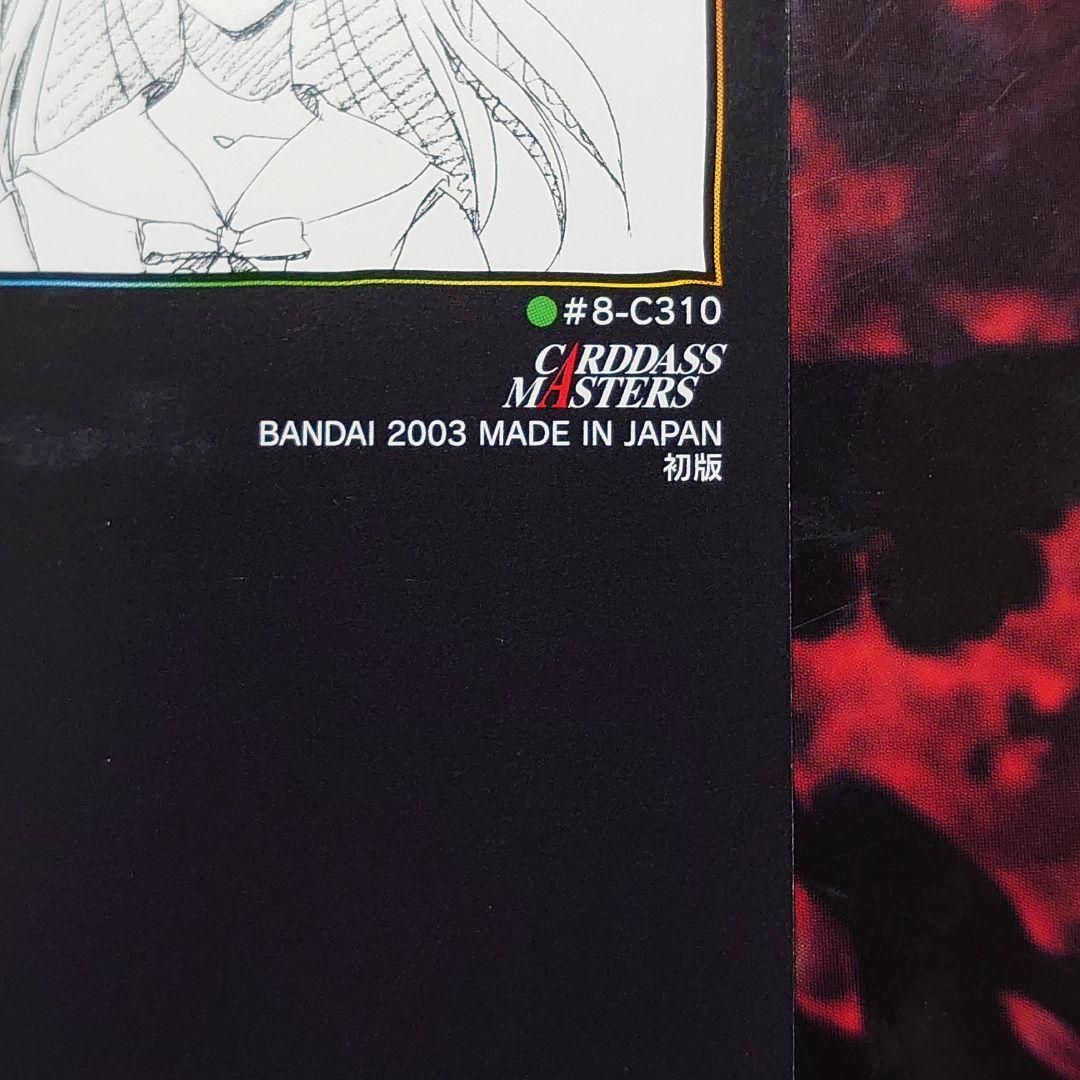 #8-C310
CARDDASS
MASTERS
BANDAI 2003 MADE IN JAPAN
初版